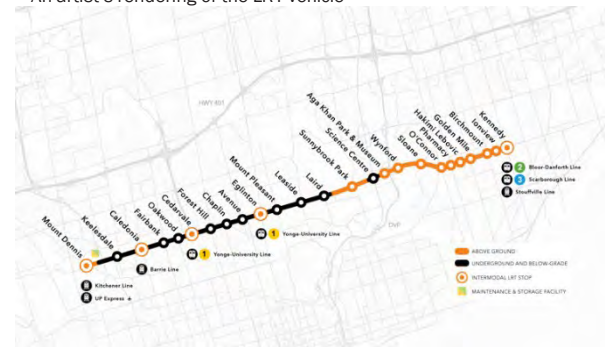 An artist's rendering of the LRT vehicle
HWY 401
Mount Dennis
Keelesdale
Caledonia
Fairbank
Oakwood
Cedarvale
Forest Hill
Chaplin
Avenue
Eglinton
Mount Pleasant
Leaside
Laird
Sunnybrook Park
Science Centre
Aga Khan Park & Museum
Wynford
Sloane
O'Connor
Pharmacy
Hakimi Lebovic
Golden Mile
Birchmount
Ionview
Kennedy
2 Bloor-Danforth Line
3 Scarborough Line
Stouffville Line
1 Yonge-University Line
1 Yonge-University Line
Barrie Line
Kitchener Line
UP Express
DVP
ABOVE GROUND
UNDERGROUND AND BELOW-GRADE
INTERMODAL LRT STOP
MAINTENANCE & STORAGE FACILITY